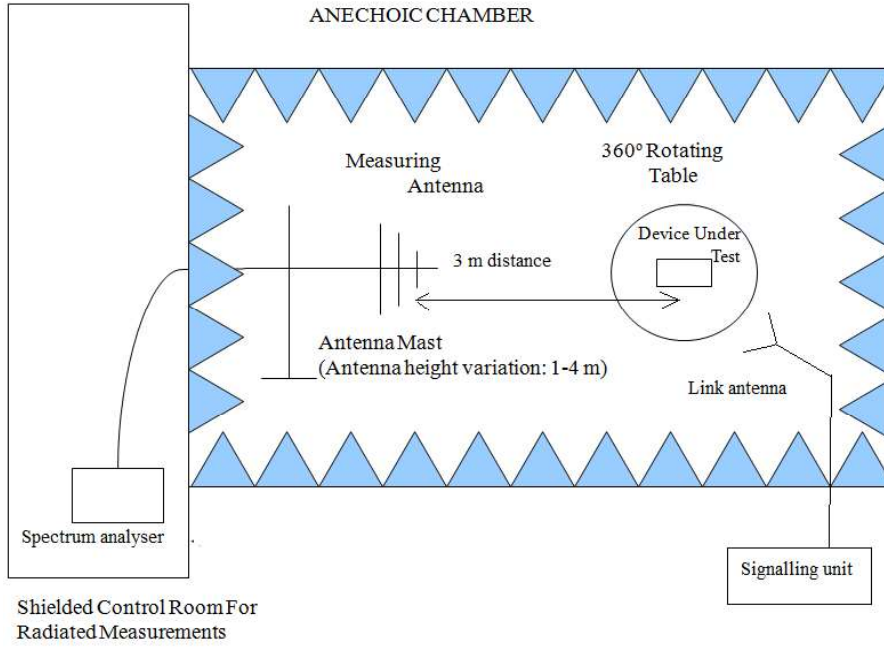 ANECHOIC CHAMBER
Measuring
Antenna
360º Rotating
Table
Device Under
Test
3 m distance
Antenna Mast
(Antenna height variation: 1-4 m)
Link antenna
Spectrum analyser
Signalling unit
Shielded Control Room For
Radiated Measurements